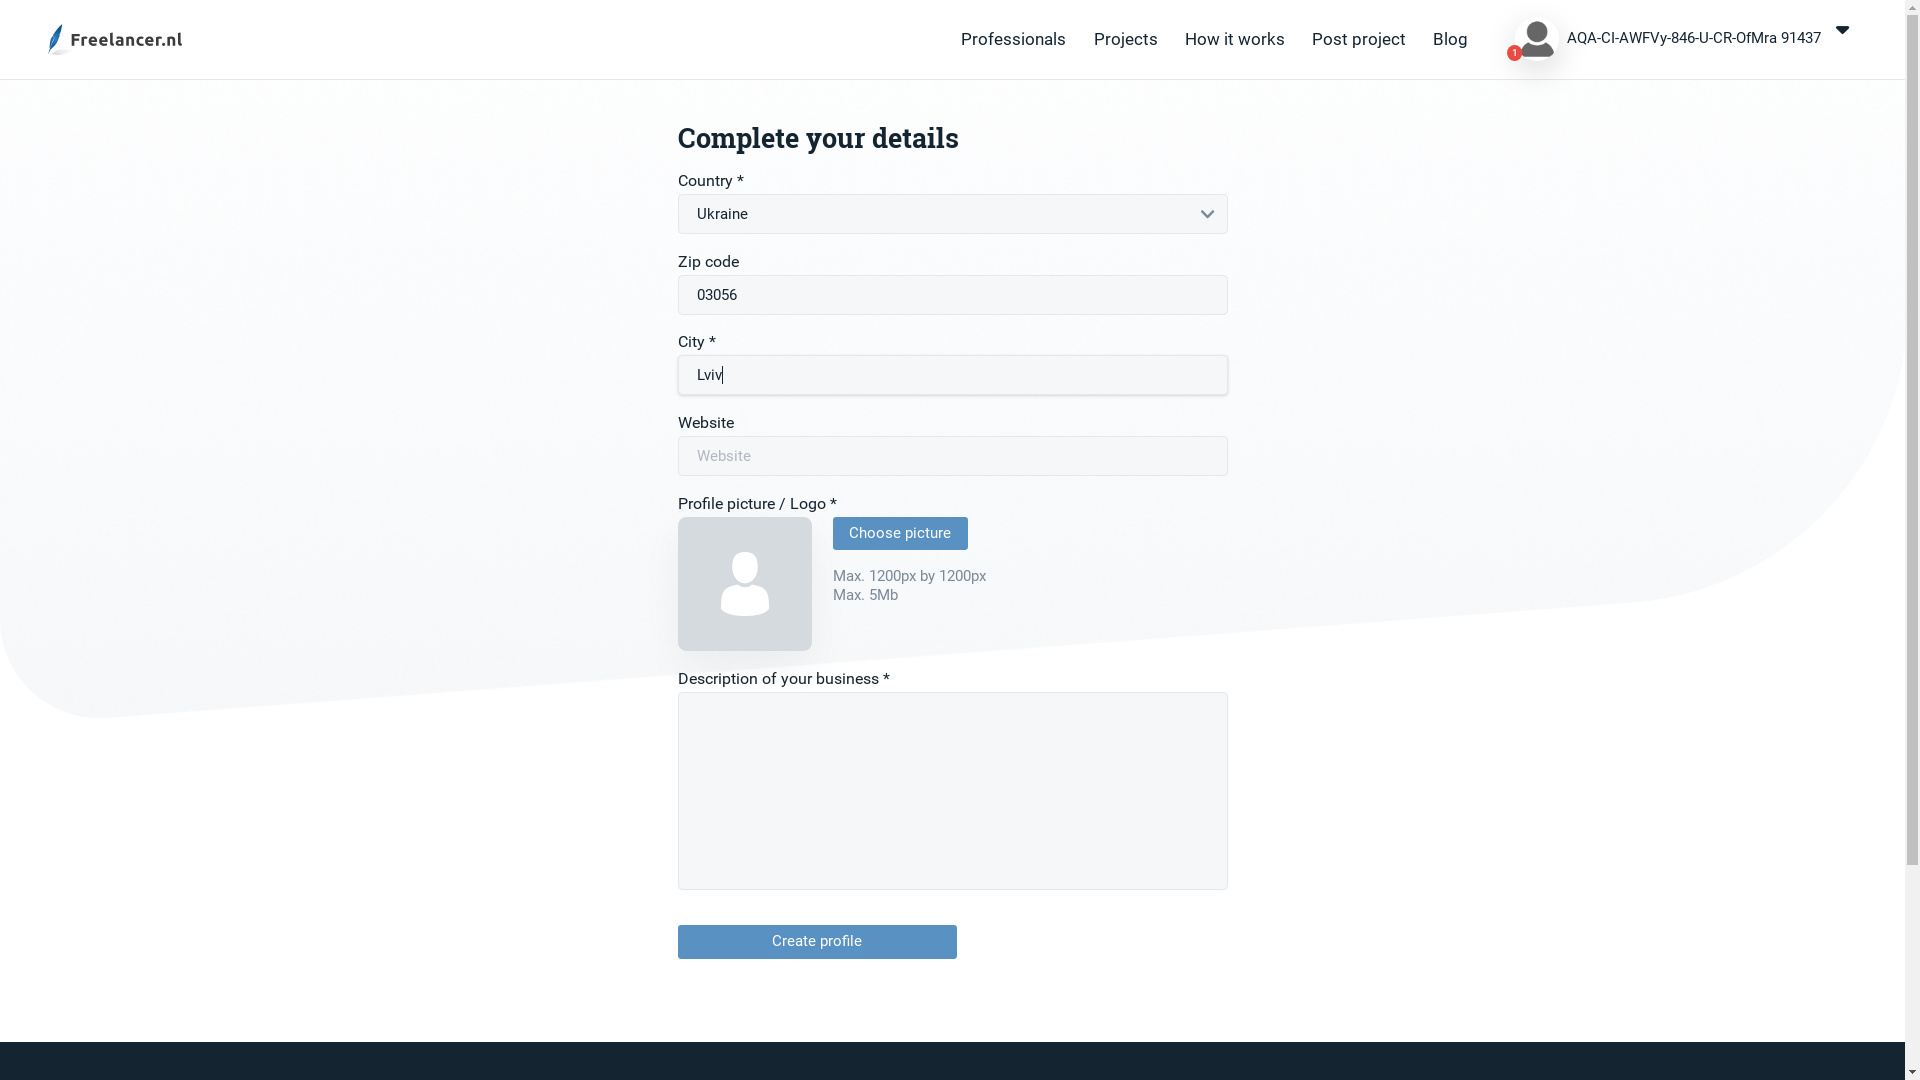 Freelancer.nl
Professionals Projects How it works Post project Blog
1
AQA-CI-AWFVy-846-U-CR-OfMra 91437
Complete your details
Country *
Ukraine
Zip code
03056
City *
Lviv
Website
Website
Profile picture / Logo *
Choose picture
Max. 1200px by 1200px
Max. 5Mb
Description of your business *
Create profile